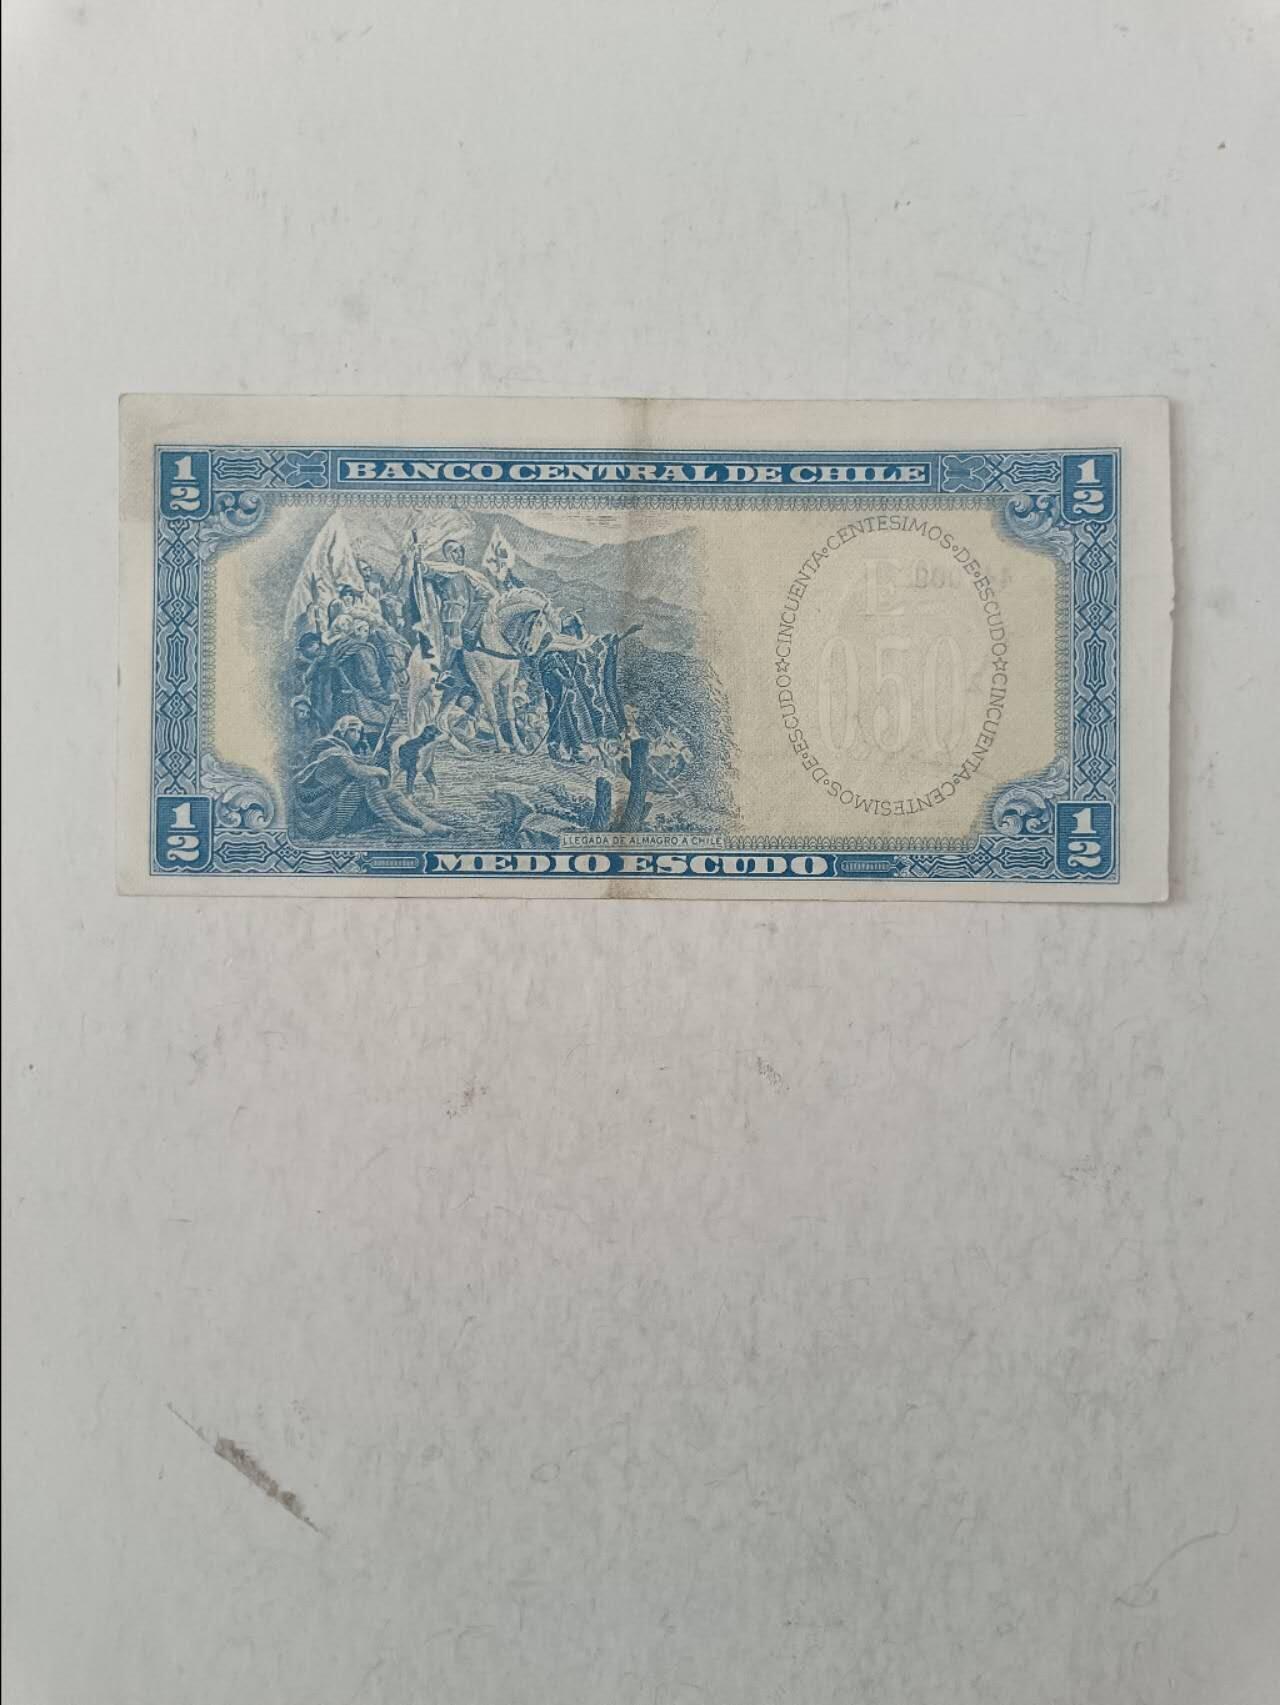 1/2 BANCO CENTRAL DE CHILE 1/2
CINCUENTA CENTESIMOS DE ESCUDO ☆ CINCUENTA CENTESIMOS DE ESCUDO ☆
E
0,50
LLEGADA DE ALMAGRO A CHILE
1/2 MEDIO ESCUDO 1/2